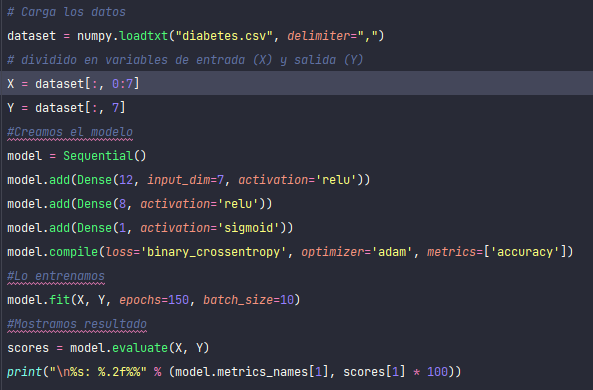 # Carga los datos
dataset = numpy.loadtxt("diabetes.csv", delimiter=",")
# dividido en variables de entrada (X) y salida (Y)
X = dataset[:, 0:7]
Y = dataset[:, 7]
#Creamos el modelo
model = Sequential()
model.add(Dense(12, input_dim=7, activation='relu'))
model.add(Dense(8, activation='relu'))
model.add(Dense(1, activation='sigmoid'))
model.compile(loss='binary_crossentropy', optimizer='adam', metrics=['accuracy'])
#Lo entrenamos
model.fit(X, Y, epochs=150, batch_size=10)
#Mostramos resultado
scores = model.evaluate(X, Y)
print("\n%s: %.2f%%" % (model.metrics_names[1], scores[1] * 100))